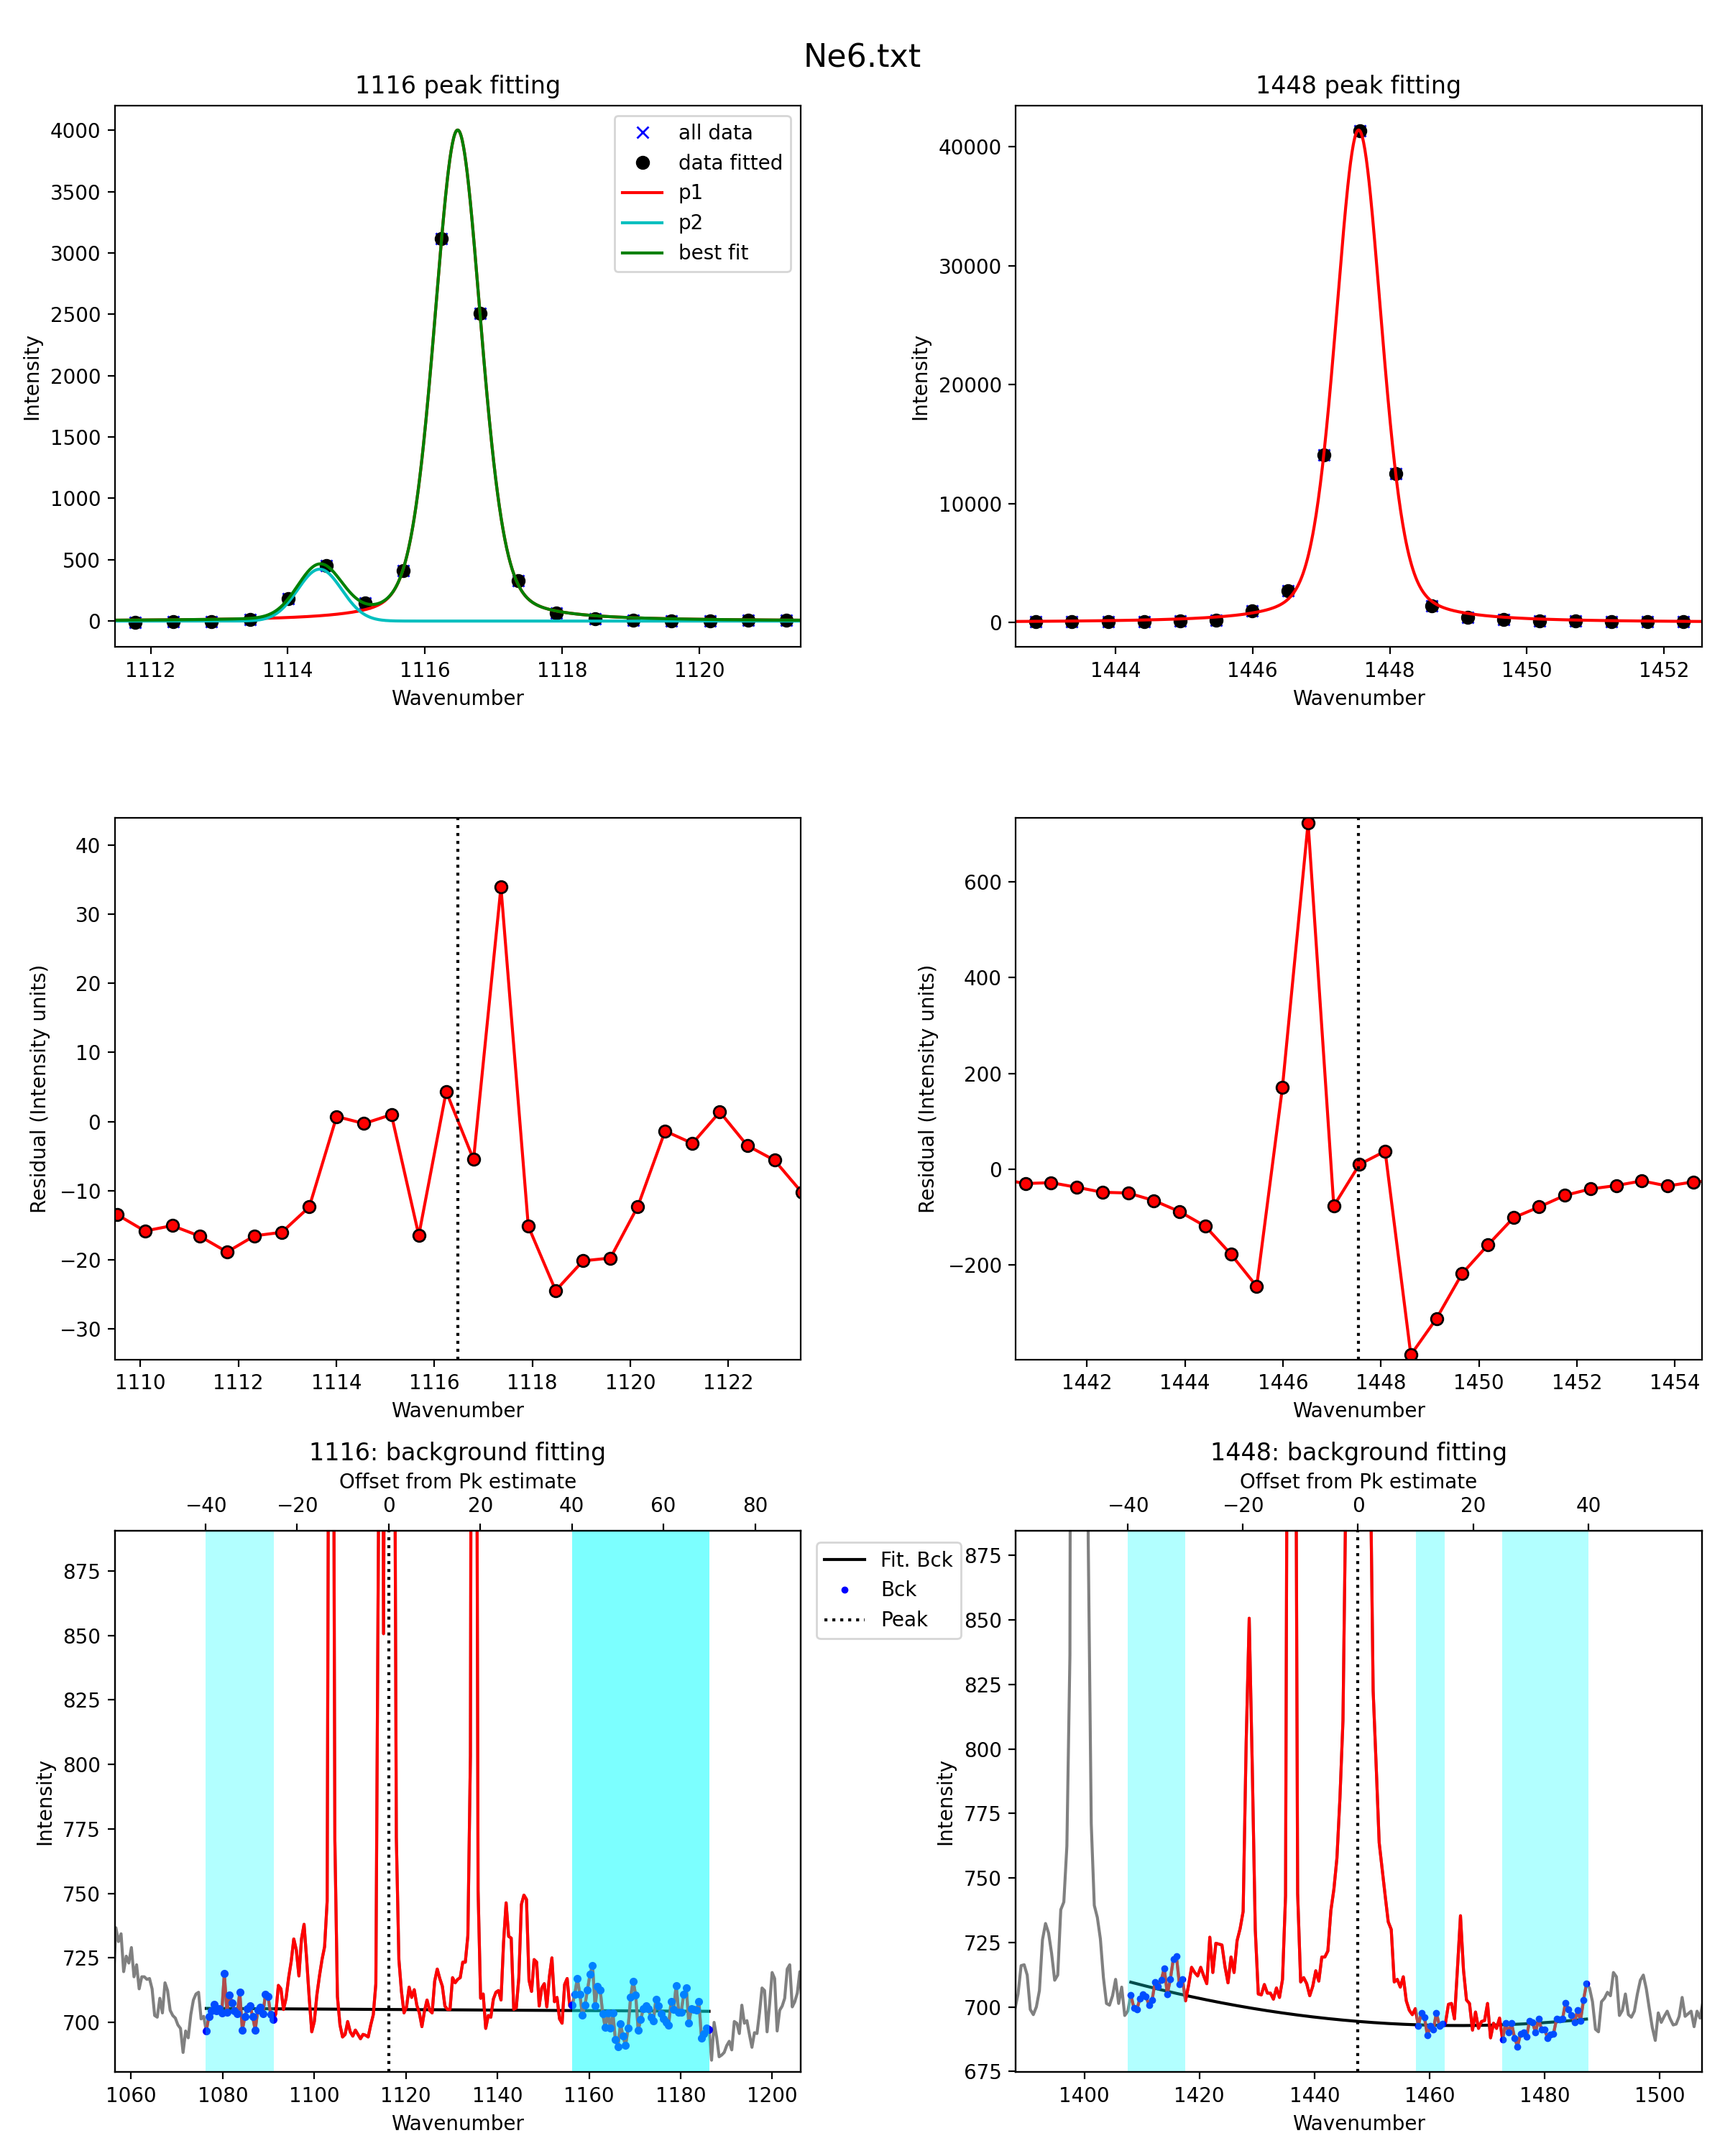 Ne6.txt
1116 peak fitting
4000
3500
3000
2500
2000
1500
1000
500
0
Intensity
all data
data fitted
p1
p2
best fit
1112 1114 1116 1118 1120
Wavenumber
1448 peak fitting
40000
30000
20000
10000
0
Intensity
1444 1446 1448 1450 1452
Wavenumber
40
30
20
10
0
−10
−20
−30
Residual (Intensity units)
1110 1112 1114 1116 1118 1120 1122
Wavenumber
600
400
200
0
−200
Residual (Intensity units)
1442 1444 1446 1448 1450 1452 1454
Wavenumber
1116: background fitting
Offset from Pk estimate
−40 −20 0 20 40 60 80
875
850
825
800
775
750
725
700
Intensity
1060 1080 1100 1120 1140 1160 1180 1200
Wavenumber
Fit. Bck
Bck
Peak
1448: background fitting
Offset from Pk estimate
−40 −20 0 20 40
875
850
825
800
775
750
725
700
675
Intensity
1400 1420 1440 1460 1480 1500
Wavenumber